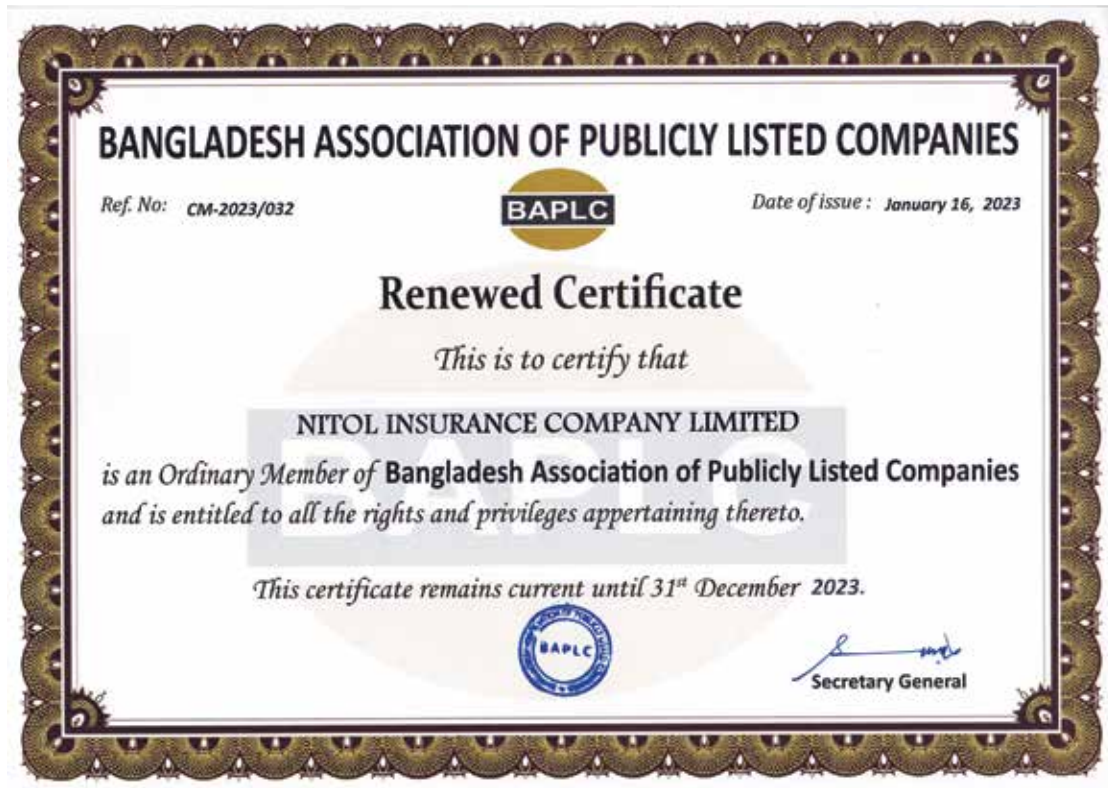 BANGLADESH ASSOCIATION OF PUBLICLY LISTED COMPANIES
Ref. No: CM-2023/032
BAPLC
Date of issue : January 16, 2023
Renewed Certificate
This is to certify that
NITOL INSURANCE COMPANY LIMITED
is an Ordinary Member of Bangladesh Association of Publicly Listed Companies
and is entitled to all the rights and privileges appertaining thereto.
BAPLC
This certificate remains current until 31st December 2023.
BAPLC
Secretary General